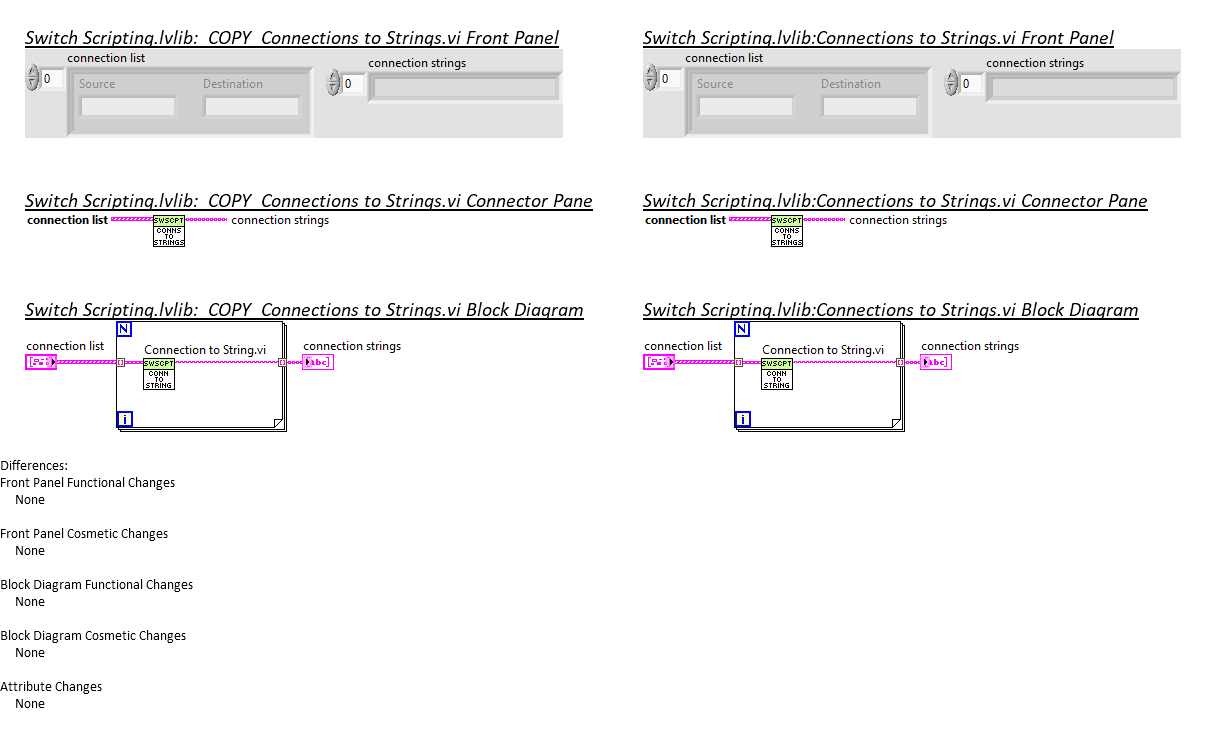 Switch Scripting.lvlib:  COPY  Connections to Strings.vi Front Panel
connection list
connection strings
0
Source
Destination
0
Switch Scripting.lvlib:Connections to Strings.vi Front Panel
connection list
connection strings
0
Source
Destination
0
Switch Scripting.lvlib:  COPY  Connections to Strings.vi Connector Pane
connection list
SWSCPT
CONNS
TO
STRINGS
connection strings
Switch Scripting.lvlib:Connections to Strings.vi Connector Pane
connection list
SWSCPT
CONNS
TO
STRINGS
connection strings
Switch Scripting.lvlib:  COPY  Connections to Strings.vi Block Diagram
N
connection list
Connection to String.vi
connection strings
SWSCPT
CONN
TO
STRING
abc
i
Switch Scripting.lvlib:Connections to Strings.vi Block Diagram
N
connection list
Connection to String.vi
connection strings
SWSCPT
CONN
TO
STRING
abc
i
Differences:
Front Panel Functional Changes
None
Front Panel Cosmetic Changes
None
Block Diagram Functional Changes
None
Block Diagram Cosmetic Changes
None
Attribute Changes
None